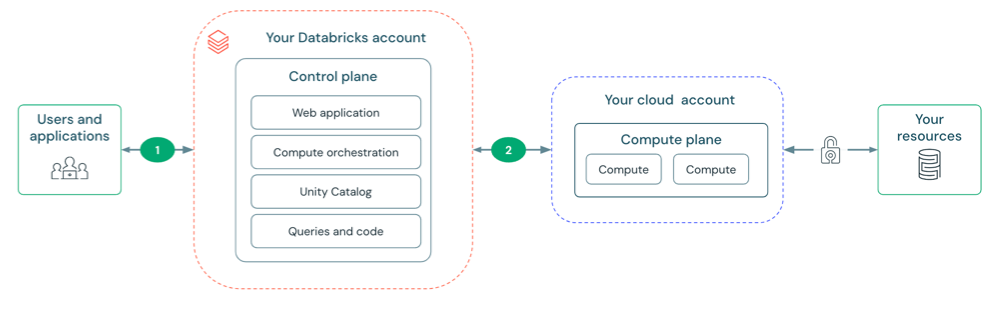 Your Databricks account
Control plane
Users and
applications
1
Web application
Compute orchestration
Unity Catalog
Queries and code
2
Your cloud account
Compute plane
Compute
Compute
Your
resources